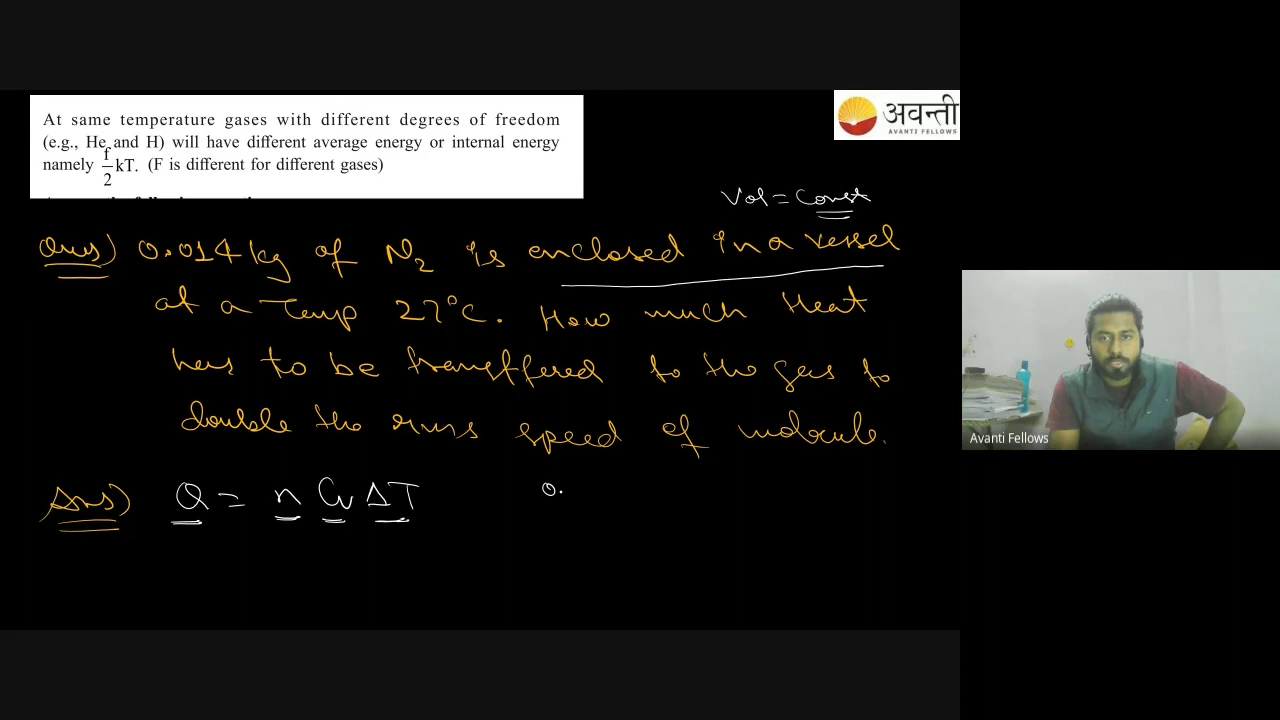 At same temperature gases with different degrees of freedom
(e.g., He and H) will have different average energy or internal energy
namely f/2 kT. (F is different for different gases)
अवन्ती
AVANTI FELLOWS
Vol = Const
Ques) 0.014 kg of N2 is enclosed in a vessel
at a Temp 27°C. How much Heat
has to be transffered to the gas to
double the rms speed of molecule.
Ans) Q = n Cv ΔT
0.
Avanti Fellows